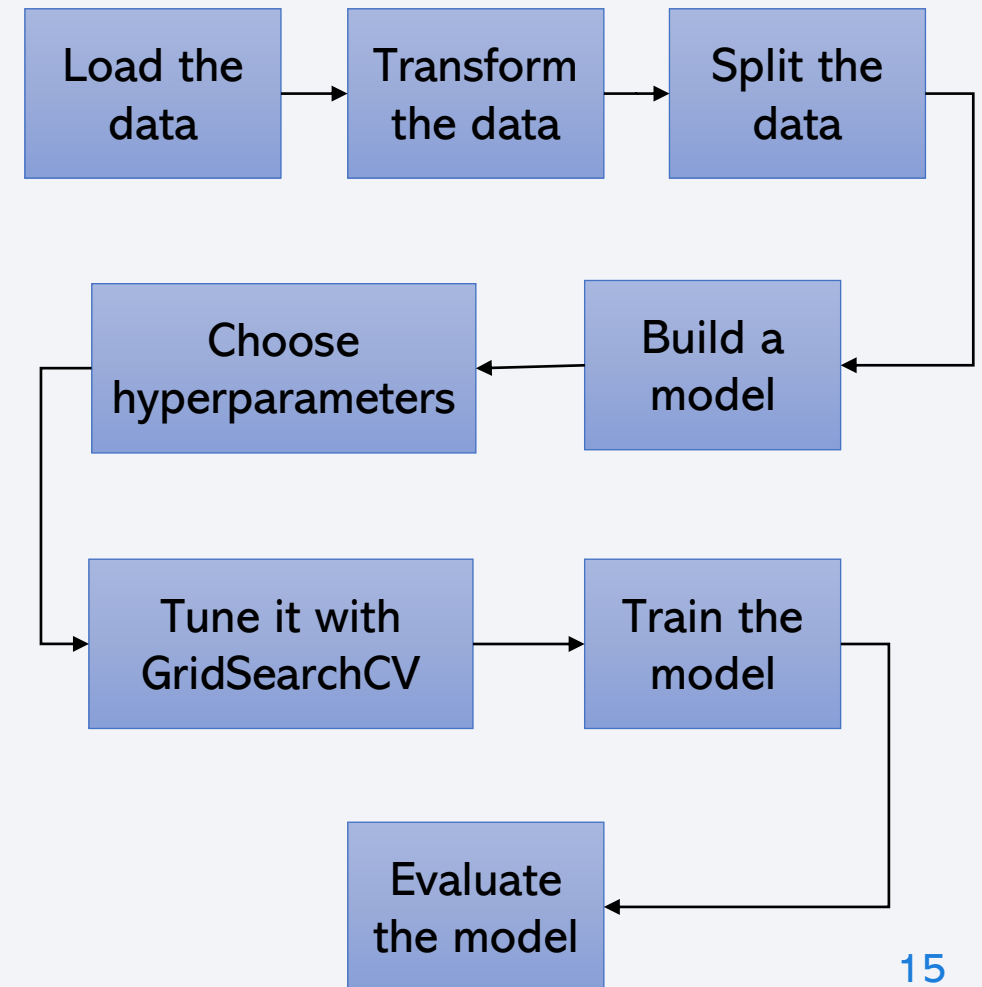 Load the
data
Transform
the data
Split the
data
Build a
model
Choose
hyperparameters
Tune it with
GridSearchCV
Train the
model
Evaluate
the model
15